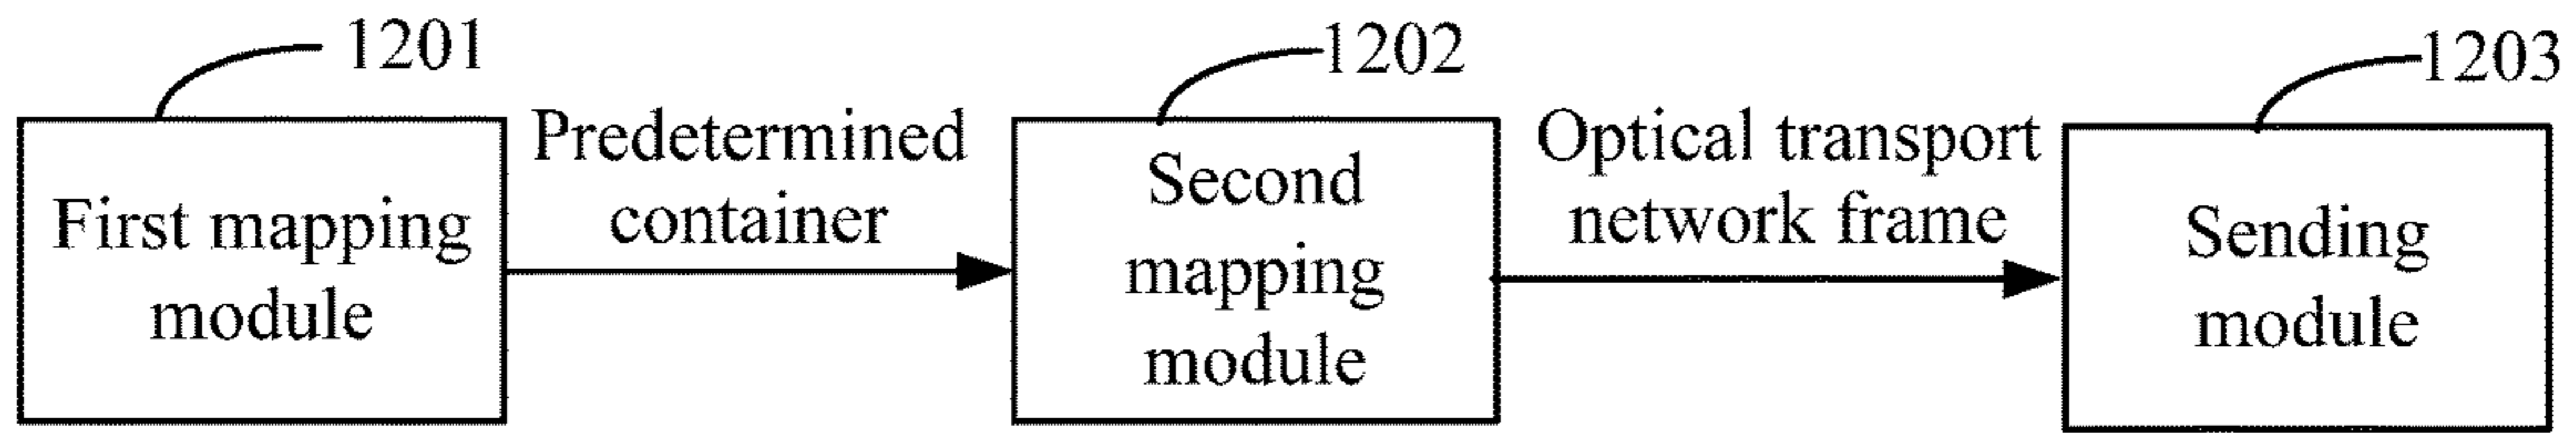 1201
First mapping
module
Predetermined
container
1202
Second
mapping
module
Optical transport
network frame
1203
Sending
module